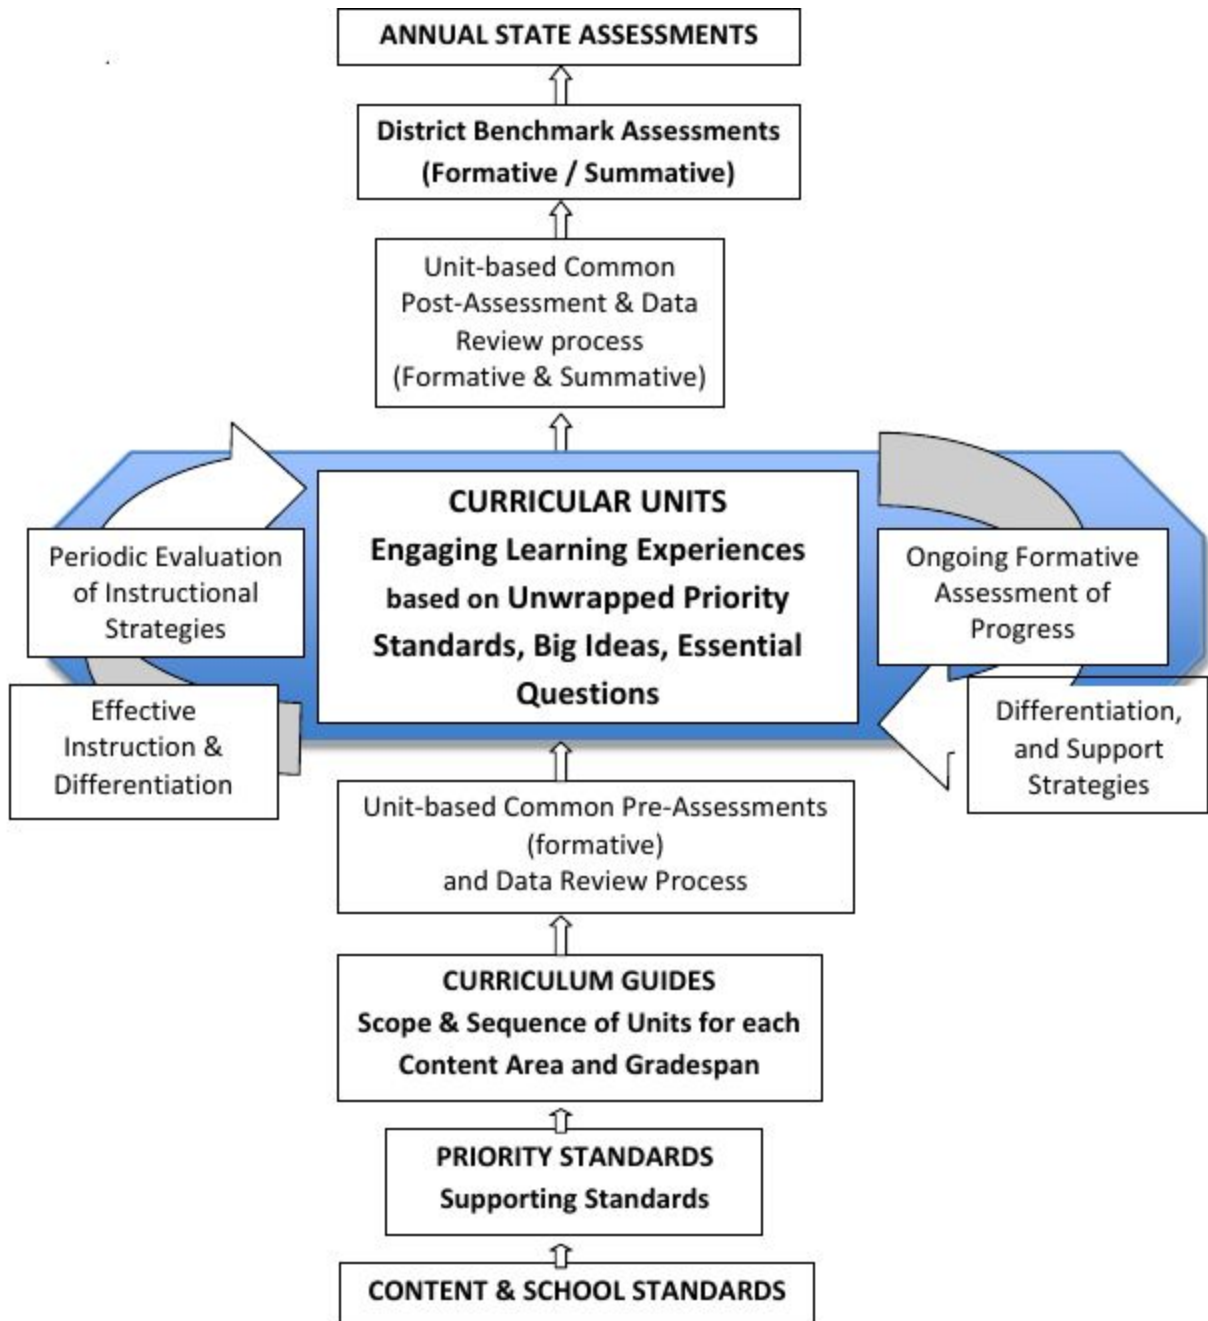 ANNUAL STATE ASSESSMENTS
District Benchmark Assessments
(Formative / Summative)
Unit-based Common
Post-Assessment & Data
Review process
(Formative & Summative)
CURRICULAR UNITS
Engaging Learning Experiences
based on Unwrapped Priority
Standards, Big Ideas, Essential
Questions
Periodic Evaluation
of Instructional
Strategies
Effective
Instruction &
Differentiation
Ongoing Formative
Assessment of
Progress
Differentiation,
and Support
Strategies
Unit-based Common Pre-Assessments
(formative)
and Data Review Process
CURRICULUM GUIDES
Scope & Sequence of Units for each
Content Area and Gradespan
PRIORITY STANDARDS
Supporting Standards
CONTENT & SCHOOL STANDARDS